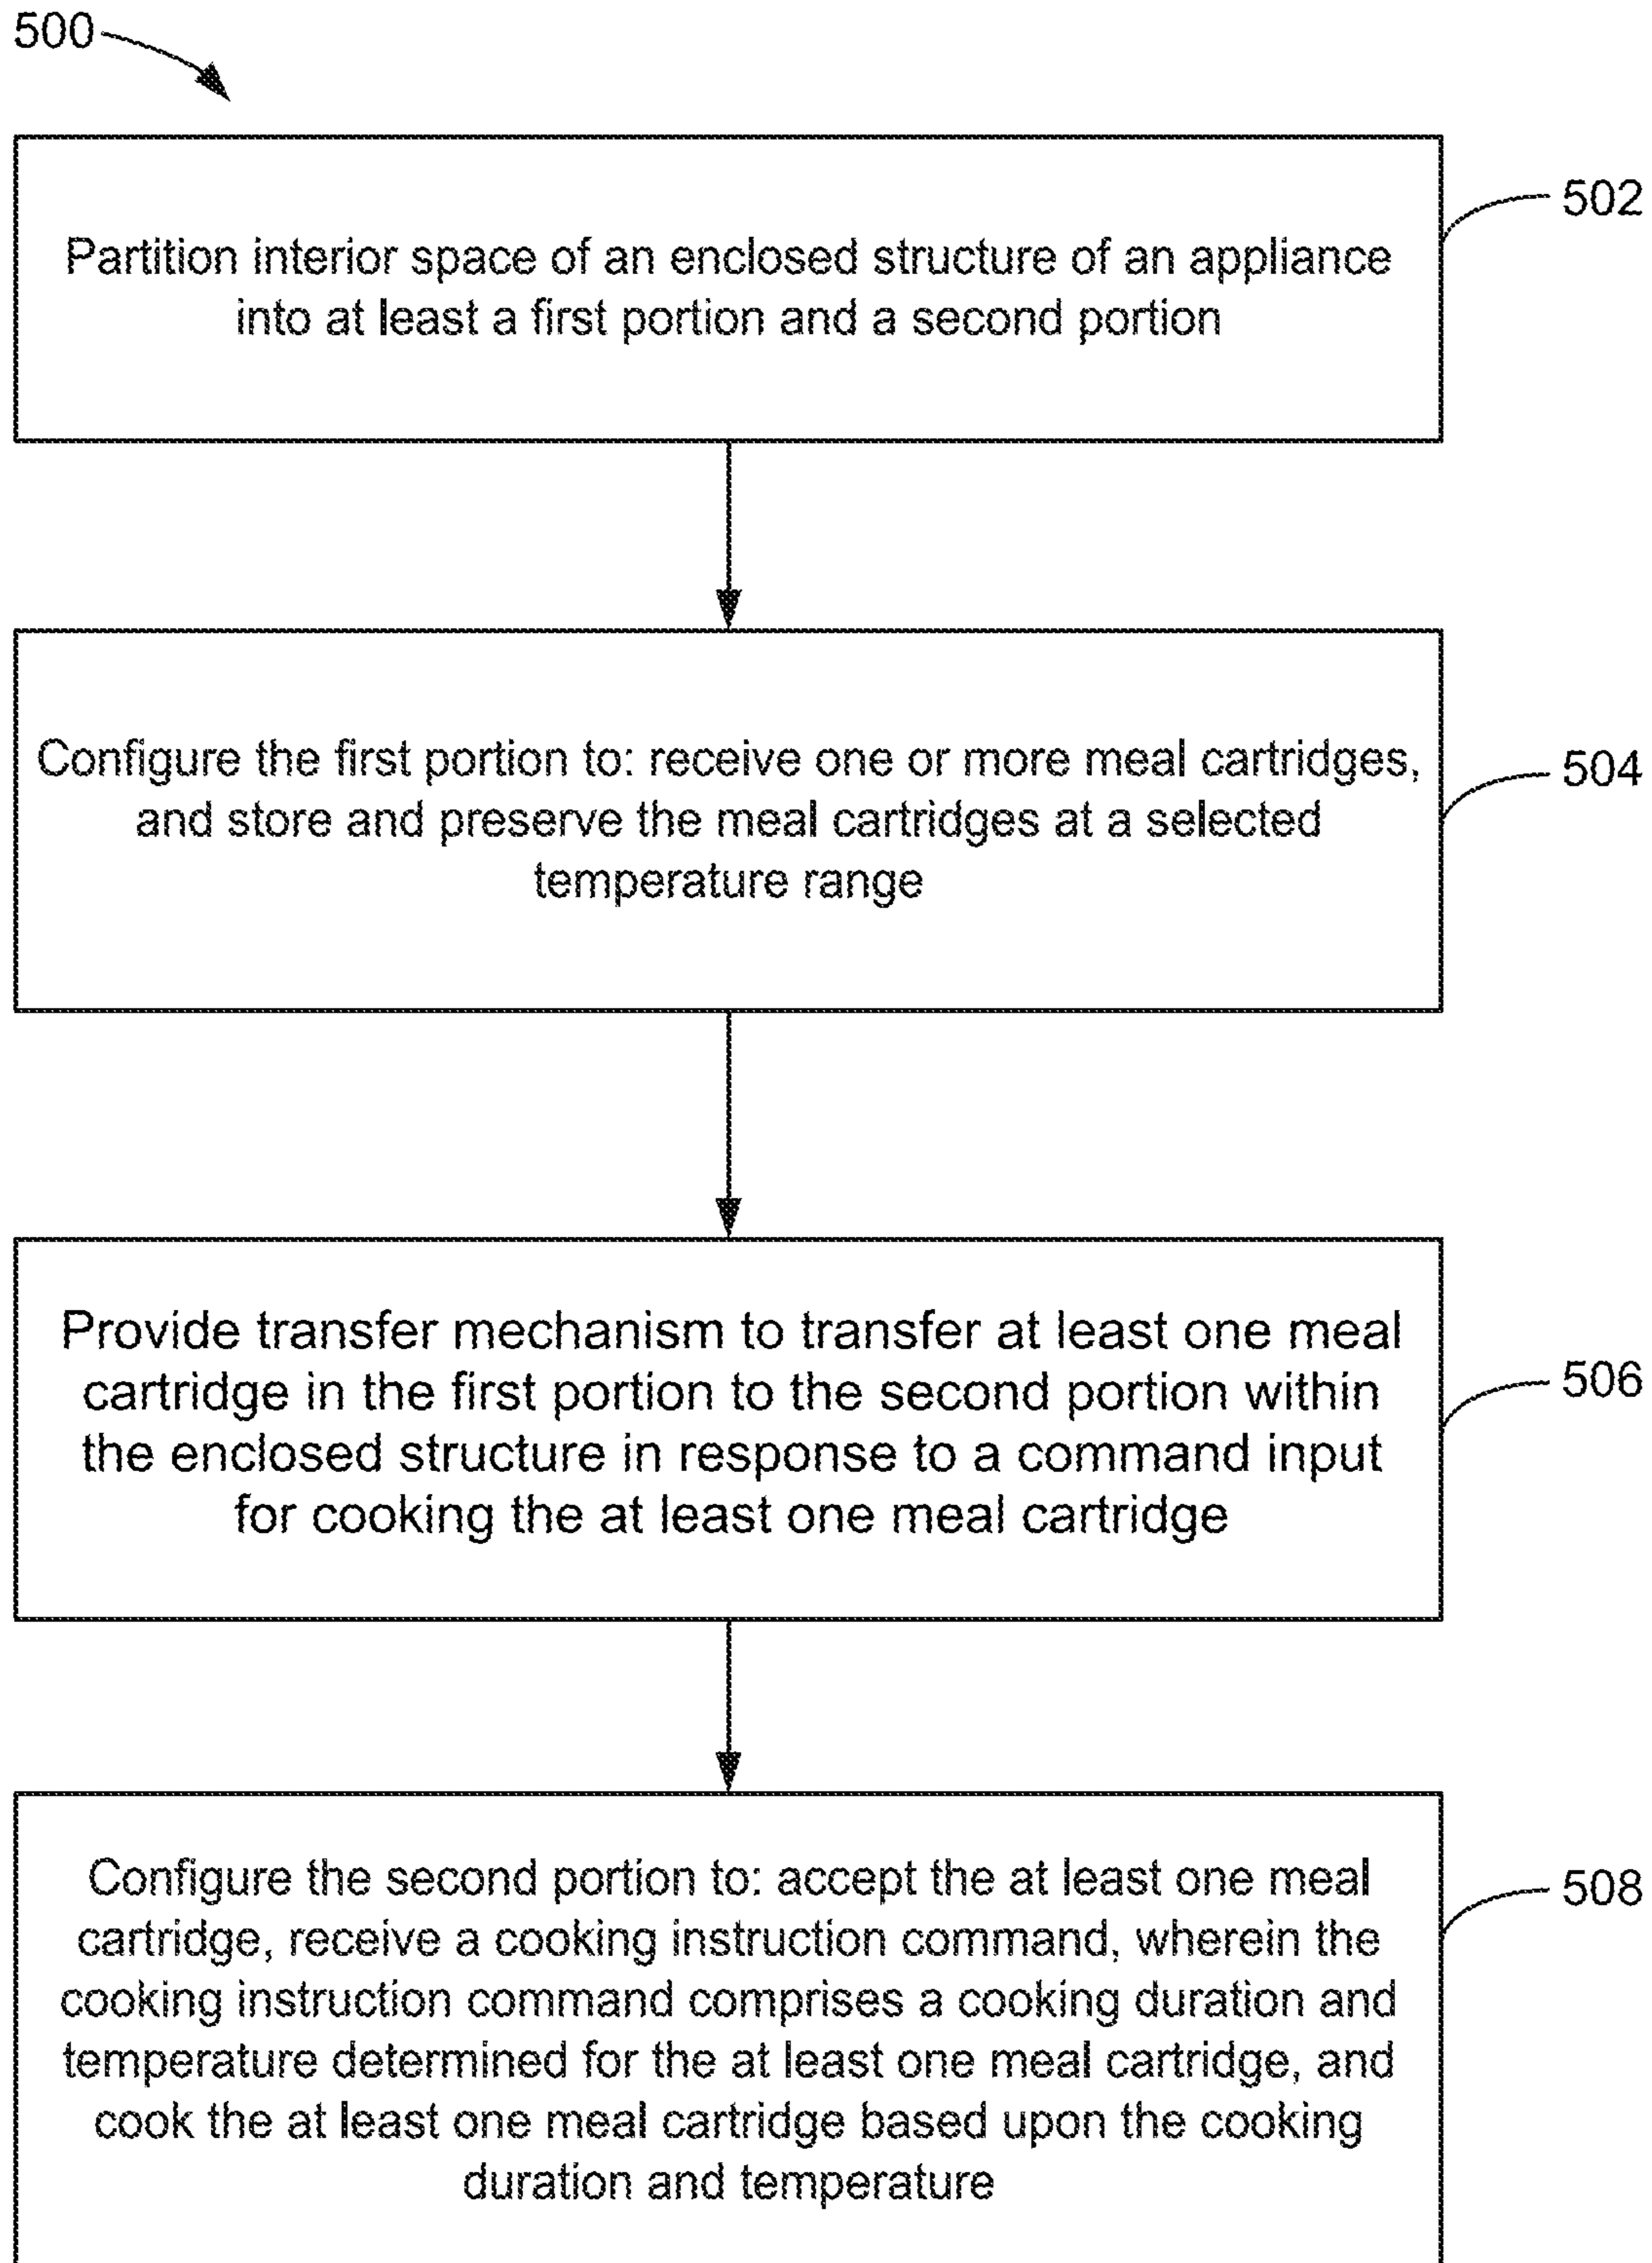 500
Partition interior space of an enclosed structure of an appliance
into at least a first portion and a second portion
502
Configure the first portion to: receive one or more meal cartridges,
and store and preserve the meal cartridges at a selected
temperature range
504
Provide transfer mechanism to transfer at least one meal
cartridge in the first portion to the second portion within
the enclosed structure in response to a command input
for cooking the at least one meal cartridge
506
Configure the second portion to: accept the at least one meal
cartridge, receive a cooking instruction command, wherein the
cooking instruction command comprises a cooking duration and
temperature determined for the at least one meal cartridge, and
cook the at least one meal cartridge based upon the cooking
duration and temperature
508